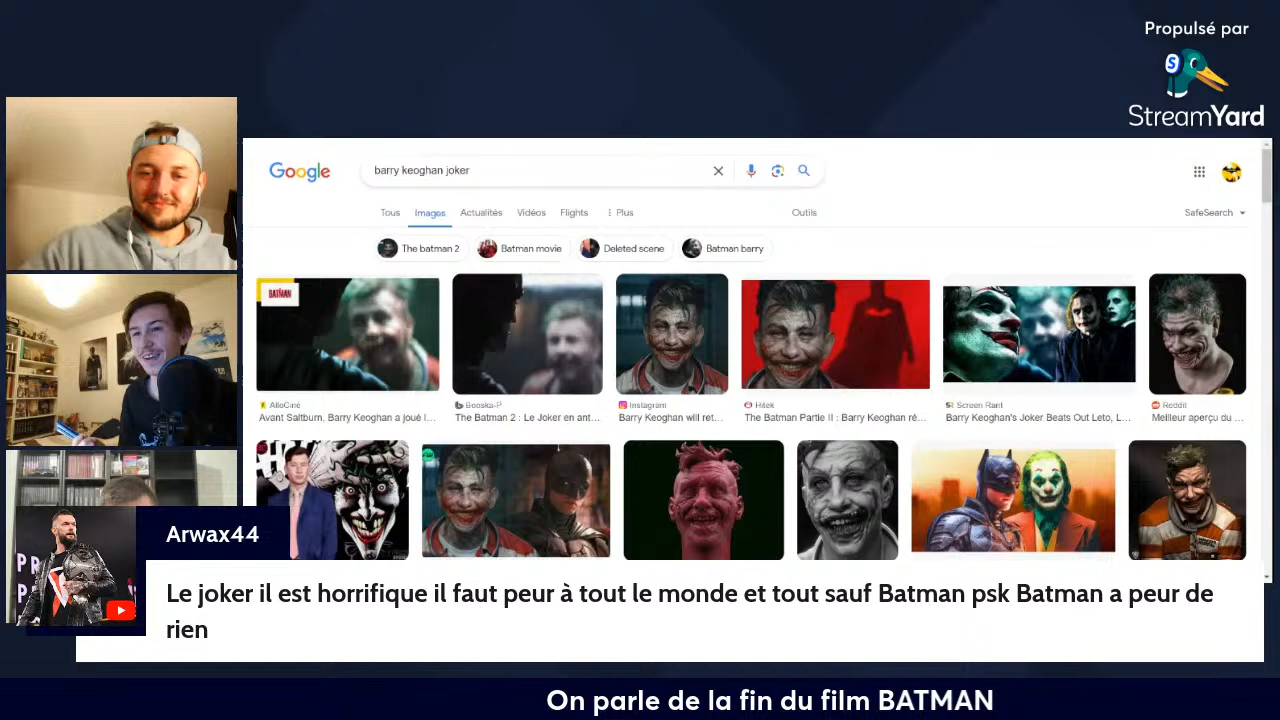 Propulsé par
StreamYard
Google
barry keoghan joker
Tous Images Actualités Vidéos Flights Plus Outils SafeSearch
The batman 2 Batman movie Deleted scene Batman barry
BATMAN
AlloCiné Booska-P Instagram Hitek Screen Rant Reddit
Avant Saltburn, Barry Keoghan a joué l... The Batman 2 : Le Joker en ant... Barry Keoghan will ret... The Batman Partie II : Barry Keoghan ré... Barry Keoghan's Joker Beats Out Leto, L... Meilleur aperçu du ...
Arwax44
Le joker il est horrifique il faut peur à tout le monde et tout sauf Batman psk Batman a peur de
rien
On parle de la fin du film BATMAN